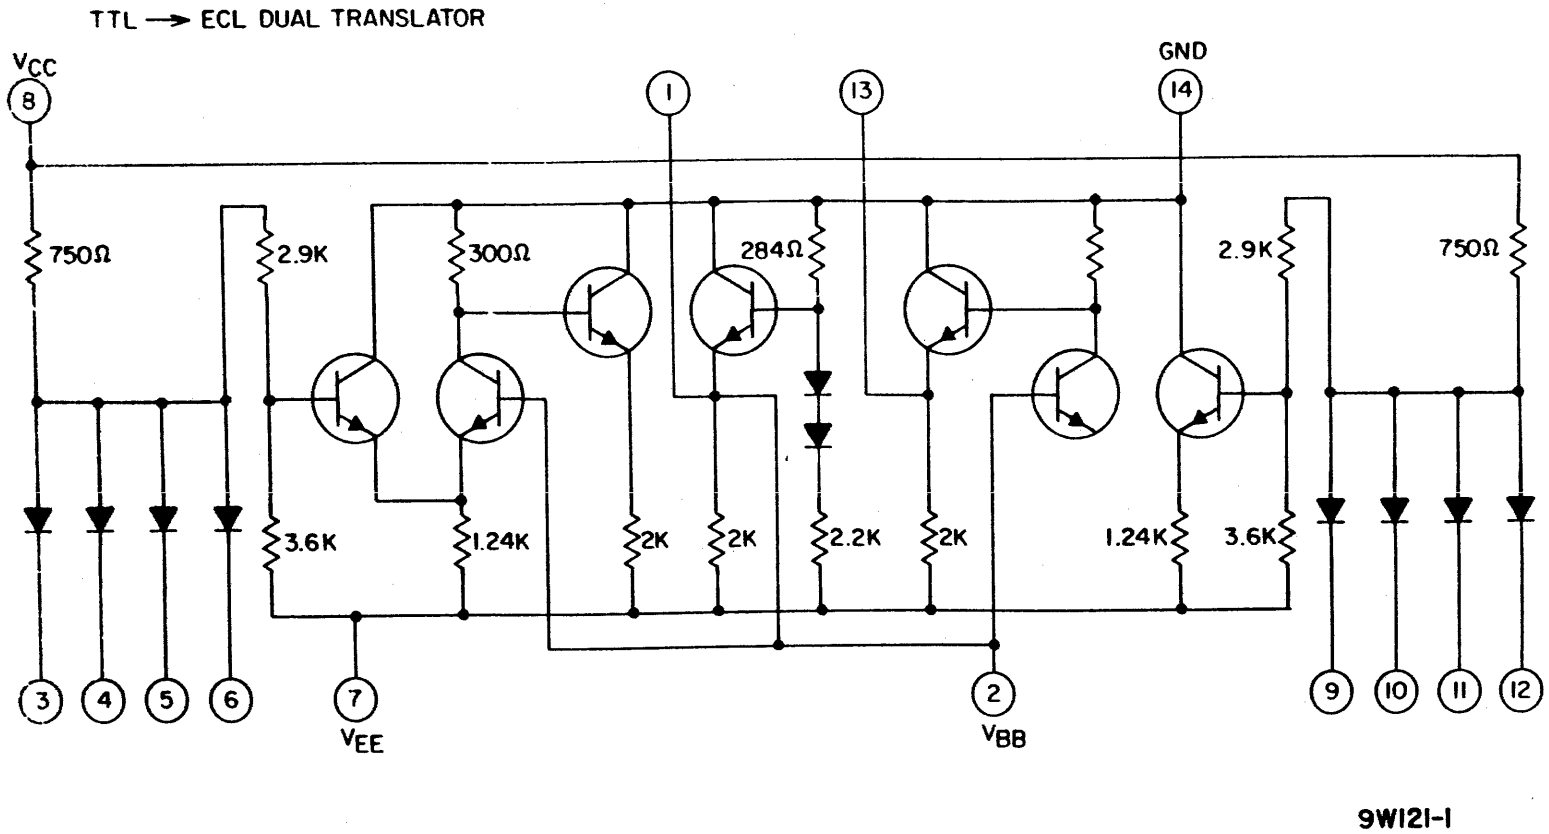 TTL → ECL DUAL TRANSLATOR
VCC
GND
8
1
13
14
750Ω
2.9K
300Ω
284Ω
2.9K
750Ω
3.6K
1.24K
2K
2K
2.2K
2K
1.24K
3.6K
3
4
5
6
7
2
9
10
11
12
VEE
VBB
9W121-1